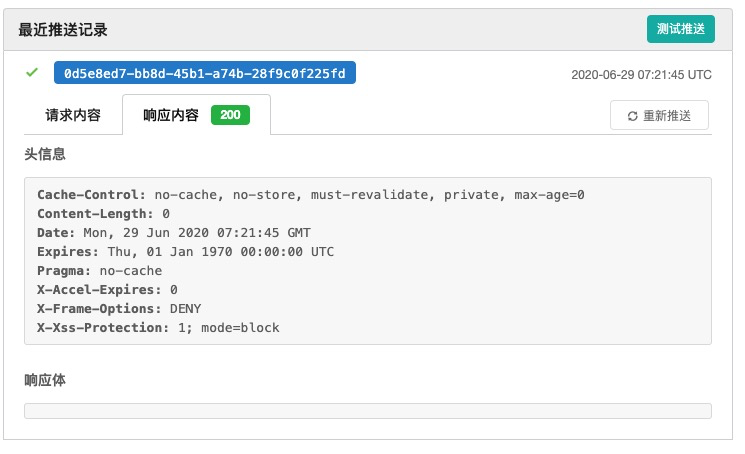 最近推送记录
测试推送
0d5e8ed7-bb8d-45b1-a74b-28f9c0f225fd
2020-06-29 07:21:45 UTC
请求内容
响应内容 200
重新推送
头信息
Cache-Control: no-cache, no-store, must-revalidate, private, max-age=0
Content-Length: 0
Date: Mon, 29 Jun 2020 07:21:45 GMT
Expires: Thu, 01 Jan 1970 00:00:00 UTC
Pragma: no-cache
X-Accel-Expires: 0
X-Frame-Options: DENY
X-Xss-Protection: 1; mode=block
响应体